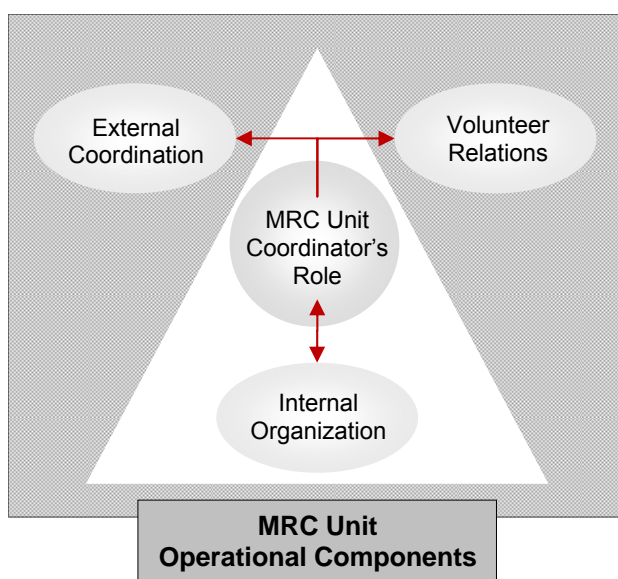 External
Coordination
Volunteer
Relations
MRC Unit
Coordinator's
Role
Internal
Organization
MRC Unit
Operational Components